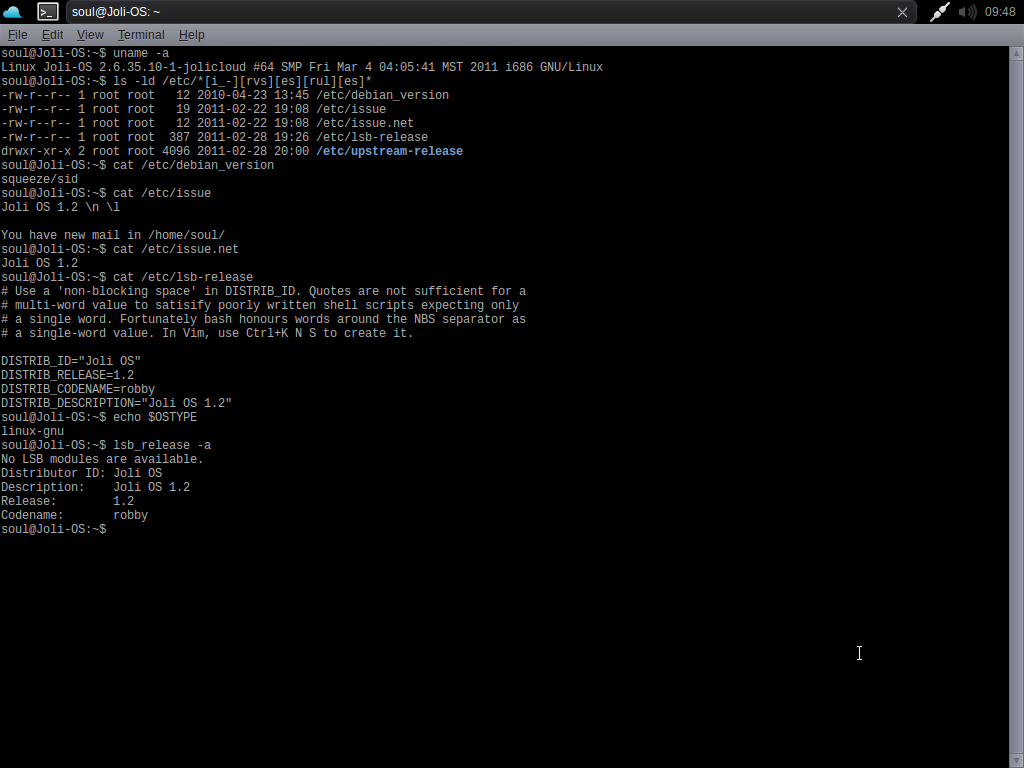 soul@Joli-OS: ~
09:48
File Edit View Terminal Help
soul@Joli-OS:~$ uname -a
Linux Joli-OS 2.6.35.10-1-jolicloud #64 SMP Fri Mar 4 04:05:41 MST 2011 i686 GNU/Linux
soul@Joli-OS:~$ ls -ld /etc/*[i_-][rvs][es][rul][es]*
-rw-r--r-- 1 root root   12 2010-04-23 13:45 /etc/debian_version
-rw-r--r-- 1 root root   19 2011-02-22 19:08 /etc/issue
-rw-r--r-- 1 root root   12 2011-02-22 19:08 /etc/issue.net
-rw-r--r-- 1 root root  387 2011-02-28 19:26 /etc/lsb-release
drwxr-xr-x 2 root root 4096 2011-02-28 20:00 /etc/upstream-release
soul@Joli-OS:~$ cat /etc/debian_version
squeeze/sid
soul@Joli-OS:~$ cat /etc/issue
Joli OS 1.2 \n \l
You have new mail in /home/soul/
soul@Joli-OS:~$ cat /etc/issue.net
Joli OS 1.2
soul@Joli-OS:~$ cat /etc/lsb-release
# Use a 'non-blocking space' in DISTRIB_ID. Quotes are not sufficient for a
# multi-word value to satisify poorly written shell scripts expecting only
# a single word. Fortunately bash honours words around the NBS separator as
# a single-word value. In Vim, use Ctrl+K N S to create it.
DISTRIB_ID="Joli OS"
DISTRIB_RELEASE=1.2
DISTRIB_CODENAME=robby
DISTRIB_DESCRIPTION="Joli OS 1.2"
soul@Joli-OS:~$ echo $OSTYPE
linux-gnu
soul@Joli-OS:~$ lsb_release -a
No LSB modules are available.
Distributor ID: Joli OS
Description:    Joli OS 1.2
Release:        1.2
Codename:       robby
soul@Joli-OS:~$